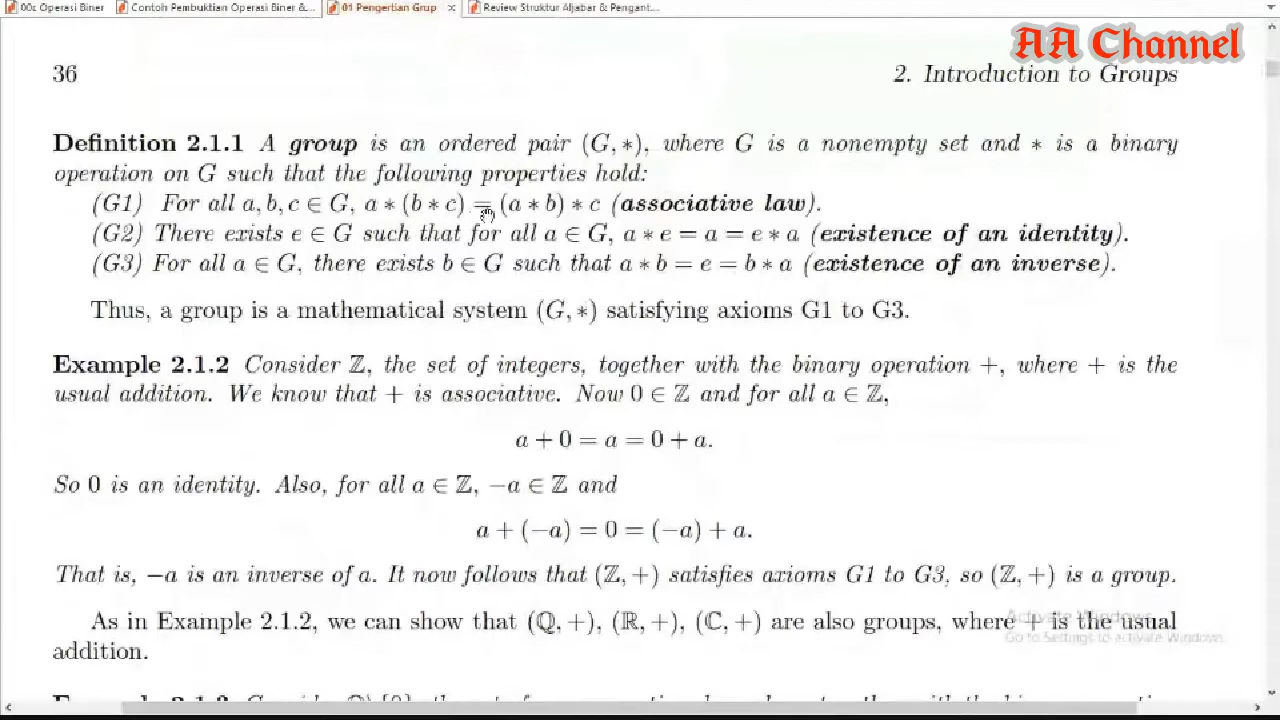 00c Operasi Biner
Contoh Pembuktian Operasi Biner &...
01 Pengertian Grup
Review Struktur Aljabar & Pengant...
AA Channel
36
2. Introduction to Groups
Definition 2.1.1 A group is an ordered pair (G, ∗), where G is a nonempty set and ∗ is a binary
operation on G such that the following properties hold:
(G1) For all a, b, c ∈ G, a ∗ (b ∗ c) = (a ∗ b) ∗ c (associative law).
(G2) There exists e ∈ G such that for all a ∈ G, a ∗ e = a = e ∗ a (existence of an identity).
(G3) For all a ∈ G, there exists b ∈ G such that a ∗ b = e = b ∗ a (existence of an inverse).
Thus, a group is a mathematical system (G, ∗) satisfying axioms G1 to G3.
Example 2.1.2 Consider ℤ, the set of integers, together with the binary operation +, where + is the
usual addition. We know that + is associative. Now 0 ∈ ℤ and for all a ∈ ℤ,
a + 0 = a = 0 + a.
So 0 is an identity. Also, for all a ∈ ℤ, −a ∈ ℤ and
a + (−a) = 0 = (−a) + a.
That is, −a is an inverse of a. It now follows that (ℤ, +) satisfies axioms G1 to G3, so (ℤ, +) is a group.
Activate Windows
Go to Settings to activate Windows.
As in Example 2.1.2, we can show that (ℚ, +), (ℝ, +), (ℂ, +) are also groups, where + is the usual
addition.